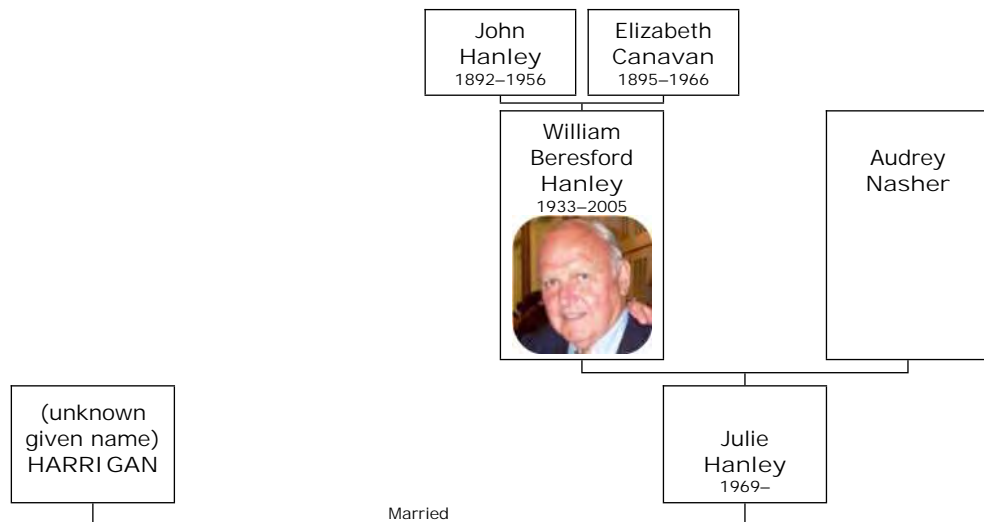 John
Hanley
1892–1956
Elizabeth
Canavan
1895–1966
William
Beresford
Hanley
1933–2005
Audrey
Nasher
(unknown
given name)
HARRIGAN
Julie
Hanley
1969–
Married